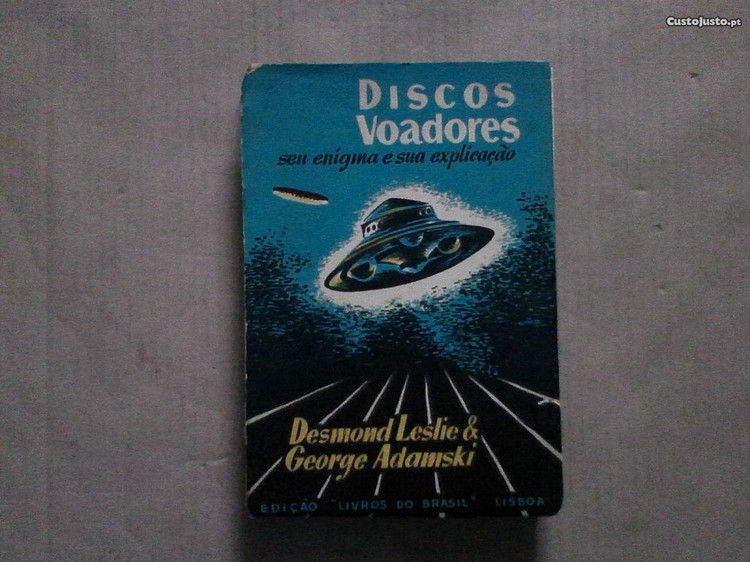 CustoJusto.pt
DISCOS
Voadores
seu enigma e sua explicação
Desmond Leslie &
George Adamski
EDIÇÃO "LIVROS DO BRASIL" LISBOA